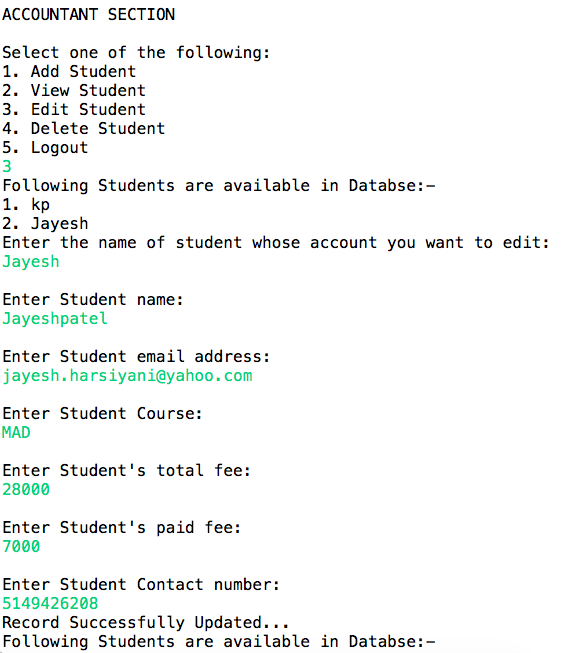 ACCOUNTANT SECTION
Select one of the following:
1. Add Student
2. View Student
3. Edit Student
4. Delete Student
5. Logout
3
Following Students are available in Databse:-
1. kp
2. Jayesh
Enter the name of student whose account you want to edit:
Jayesh
Enter Student name:
Jayeshpatel
Enter Student email address:
jayesh.harsiyani@yahoo.com
Enter Student Course:
MAD
Enter Student's total fee:
28000
Enter Student's paid fee:
7000
Enter Student Contact number:
5149426208
Record Successfully Updated...
Following Students are available in Databse:-